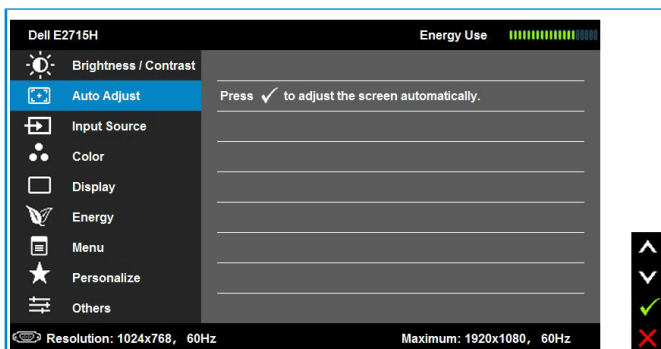 Dell E2715H Energy Use
Brightness / Contrast
Auto Adjust Press ✓ to adjust the screen automatically.
Input Source
Color
Display
Energy
Menu
Personalize
Others
Resolution: 1024x768, 60Hz Maximum: 1920x1080, 60Hz